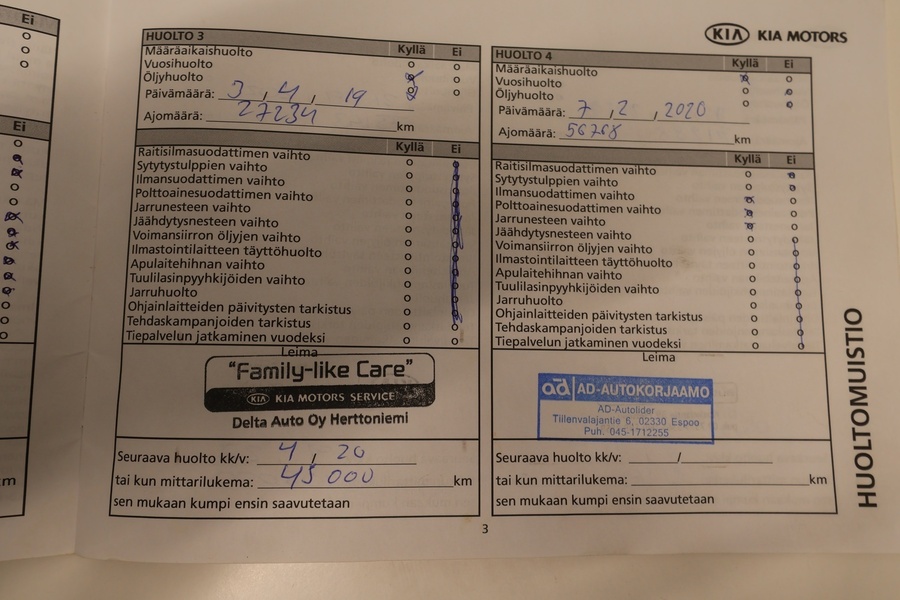 Ei
Ei
km
KIA KIA MOTORS
HUOLTO 3 Kyllä Ei
Määräaikaishuolto
Vuosihuolto
Öljyhuolto
Päivämäärä: 3, 4, 19
Ajomäärä: 27234 km
Kyllä Ei
Raitisilmasuodattimen vaihto
Sytytystulppien vaihto
Ilmansuodattimen vaihto
Polttoainesuodattimen vaihto
Jarrunesteen vaihto
Jäähdytysnesteen vaihto
Voimansiirron öljyjen vaihto
Ilmastointilaitteen täyttöhuolto
Apulaitehihnan vaihto
Tuulilasinpyyhkijöiden vaihto
Jarruhuolto
Ohjainlaitteiden päivitysten tarkistus
Tehdaskampanjoiden tarkistus
Tiepalvelun jatkaminen vuodeksi
Leima
"Family-like Care"
KIA KIA MOTORS SERVICE
Delta Auto Oy Herttoniemi
Seuraava huolto kk/v: 4, 20
tai kun mittarilukema: 45 000 km
sen mukaan kumpi ensin saavutetaan
HUOLTO 4 Kyllä Ei
Määräaikaishuolto
Vuosihuolto
Öljyhuolto
Päivämäärä: 7, 2, 2020
Ajomäärä: 56768 km
Kyllä Ei
Raitisilmasuodattimen vaihto
Sytytystulppien vaihto
Ilmansuodattimen vaihto
Polttoainesuodattimen vaihto
Jarrunesteen vaihto
Jäähdytysnesteen vaihto
Voimansiirron öljyjen vaihto
Ilmastointilaitteen täyttöhuolto
Apulaitehihnan vaihto
Tuulilasinpyyhkijöiden vaihto
Jarruhuolto
Ohjainlaitteiden päivitysten tarkistus
Tehdaskampanjoiden tarkistus
Tiepalvelun jatkaminen vuodeksi
Leima
ad AD-AUTOKORJAAMO
AD-Autolider
Tiilenvalajantie 6, 02330 Espoo
Puh. 045-1712255
Seuraava huolto kk/v: /
tai kun mittarilukema: km
sen mukaan kumpi ensin saavutetaan
HUOLTOMUISTIO
3